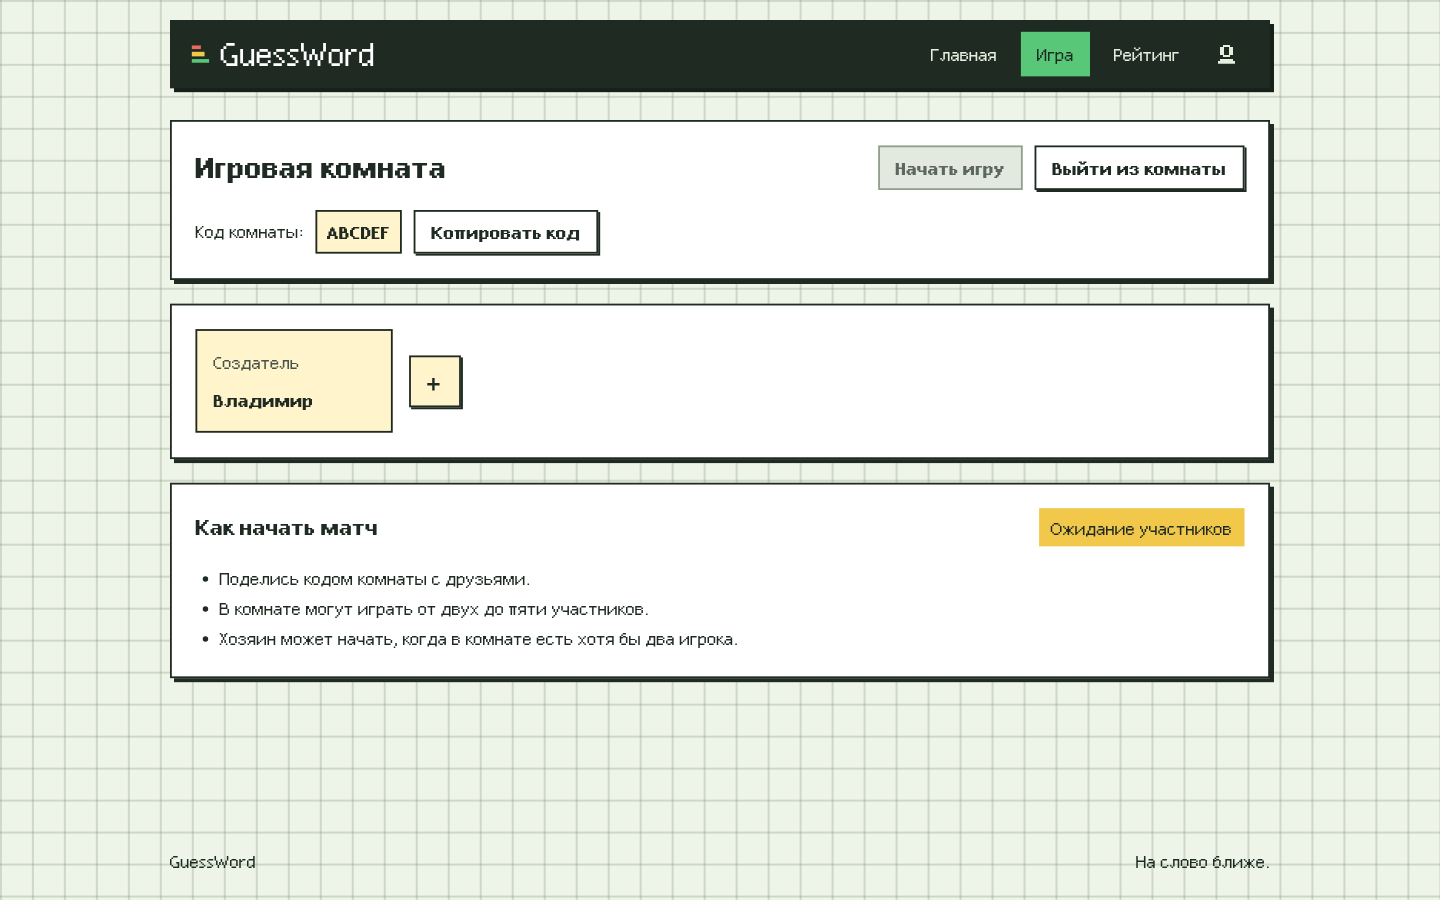 GuessWord
Главная Игра Рейтинг
Игровая комната
Начать игру Выйти из комнаты
Код комнаты: ABCDEF Копировать код
Создатель
Владимир
+
Как начать матч
Ожидание участников
• Поделись кодом комнаты с друзьями.
• В комнате могут играть от двух до пяти участников.
• Хозяин может начать, когда в комнате есть хотя бы два игрока.
GuessWord
На слово ближе.